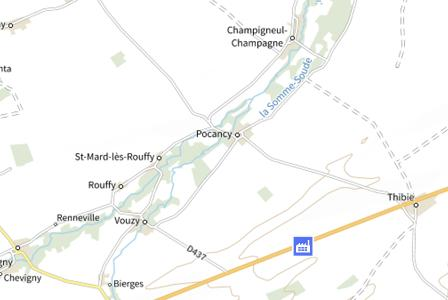 Champigneul-
Champagne
la Somme-Soude
Pocancy
St-Mard-lès-Rouffy
Rouffy
Thibie
Renneville
Vouzy
D437
Bierges
Chevigny